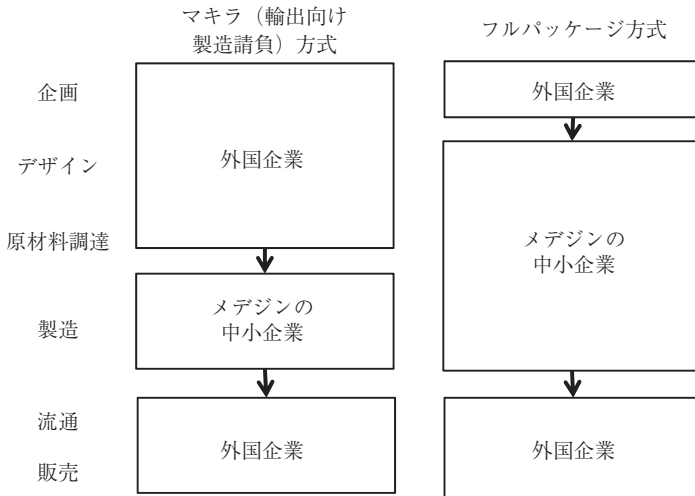 マキラ（輸出向け
製造請負）方式
フルパッケージ方式
企画
デザイン
原材料調達
製造
流通
販売
外国企業
メデジンの
中小企業
外国企業
外国企業
メデジンの
中小企業
外国企業